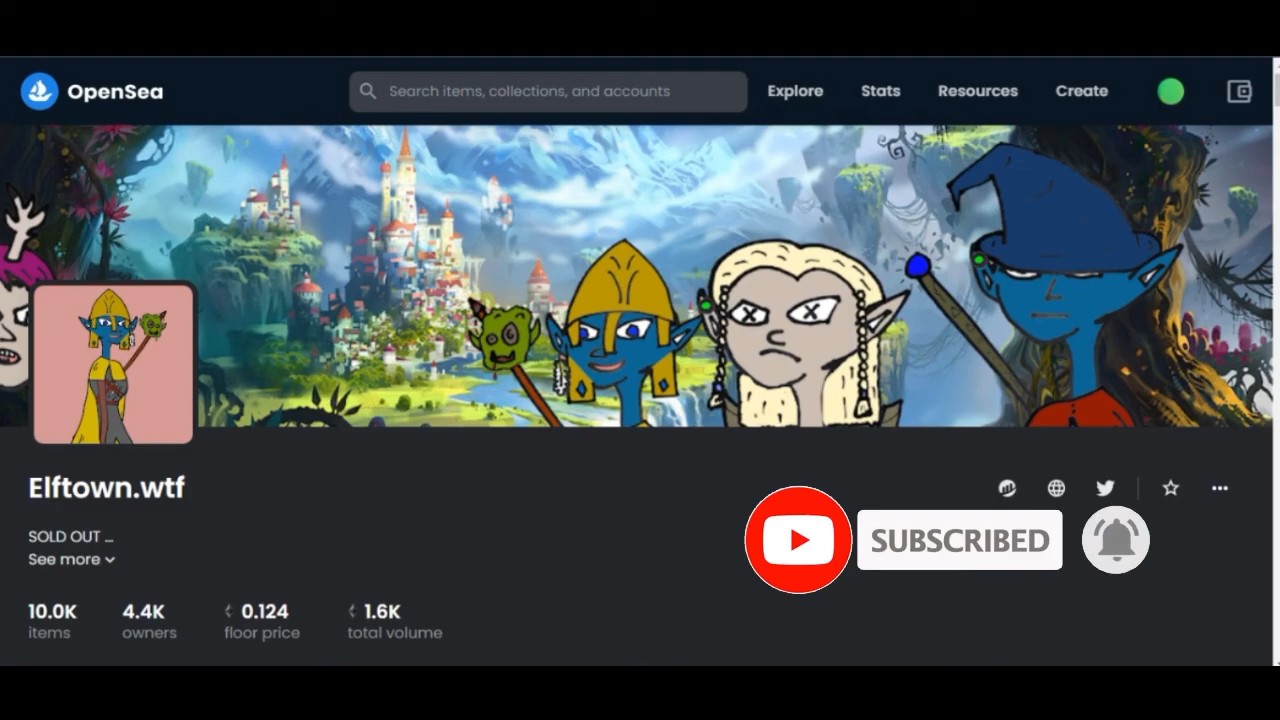 OpenSea
Search items, collections, and accounts
Explore
Stats
Resources
Create
Elftown.wtf
SOLD OUT ...
See more
SUBSCRIBED
10.0K
4.4K
0.124
1.6K
items
owners
floor price
total volume